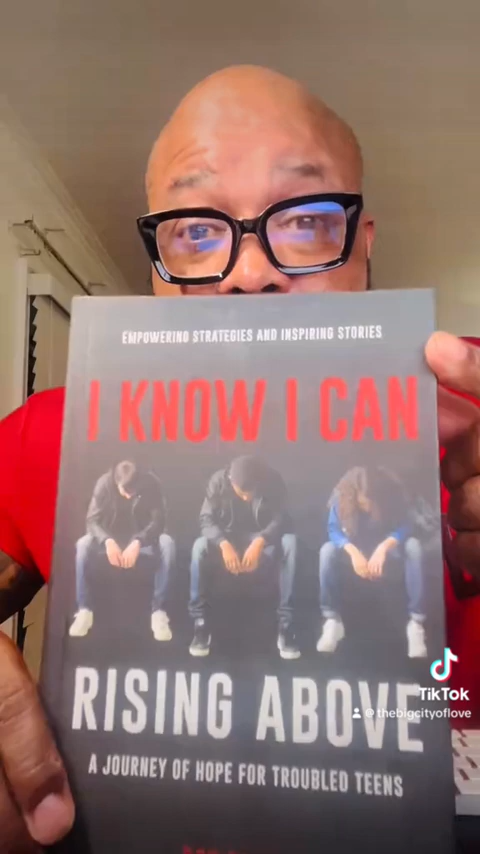 EMPOWERING STRATEGIES AND INSPIRING STORIES
I KNOW I CAN
RISING ABOVE
A JOURNEY OF HOPE FOR TROUBLED TEENS
TikTok
@thebigcityoflove